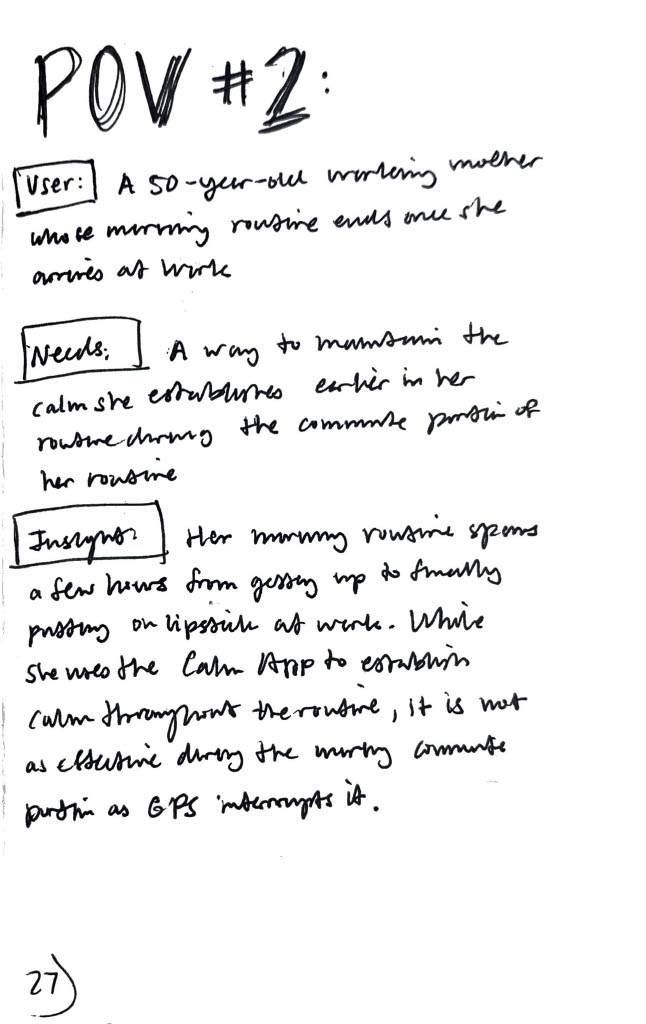 POV #2:
User: A 50-year-old working mother
whose morning routine ends once she
arrives at work
Needs: A way to maintain the
calm she establishes earlier in her
routine during the commute portion of
her routine
Insight: Her morning routine spans
a few hours from getting up to finally
putting on lipstick at work. While
she uses the Calm App to establish
calm throughout the routine, it is not
as effective during the morning commute
portion as GPS interrupts it.
27